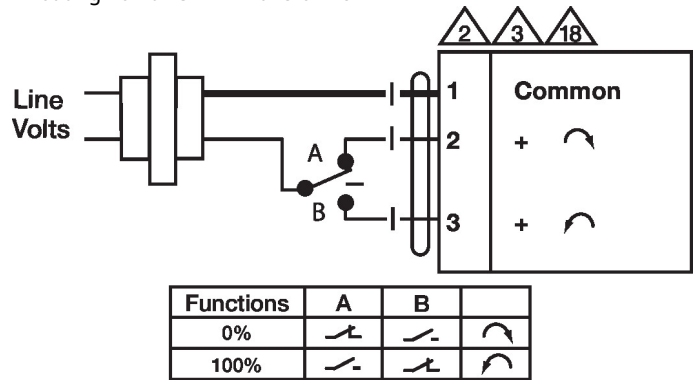 2 3 18
Line
Volts
1 Common
A
2 +
B
3 +
Functions A B
0%
100%